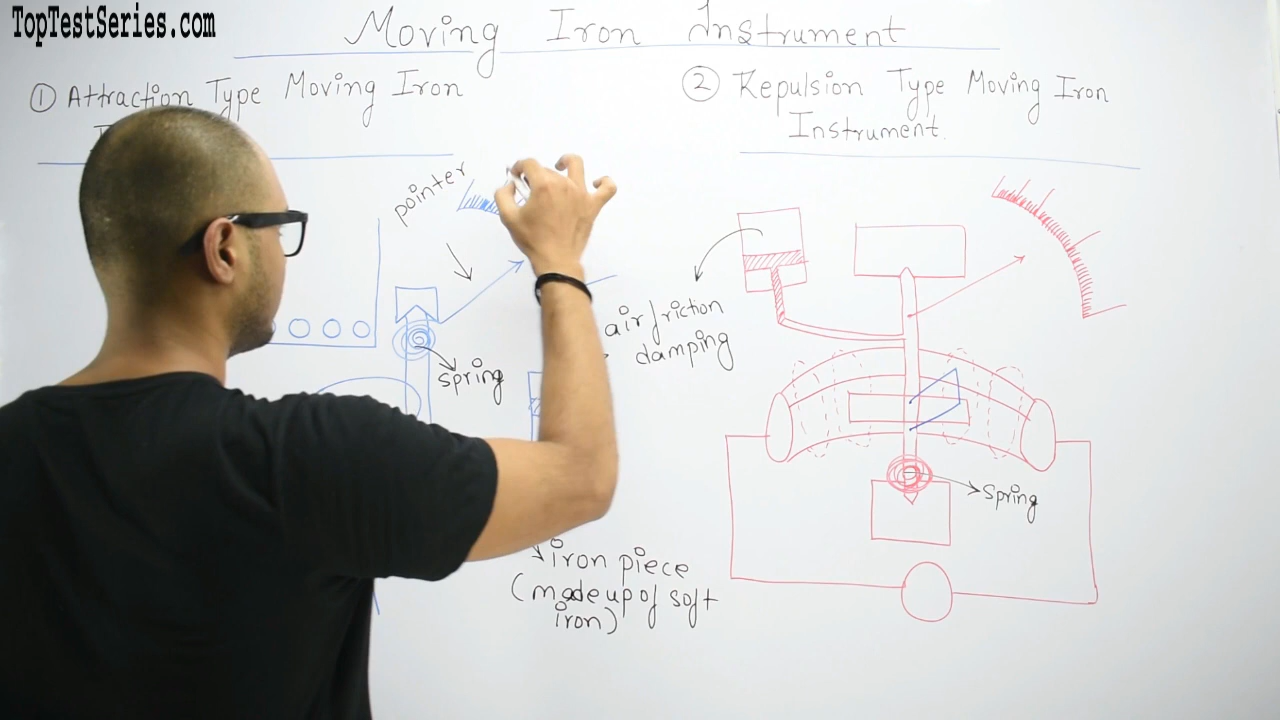 TopTestSeries.com
Moving Iron Instrument
① Attraction Type Moving Iron
② Repulsion Type Moving Iron
Instrument.
pointer
spring
air friction
damping
spring
iron piece
(made up of soft
iron)